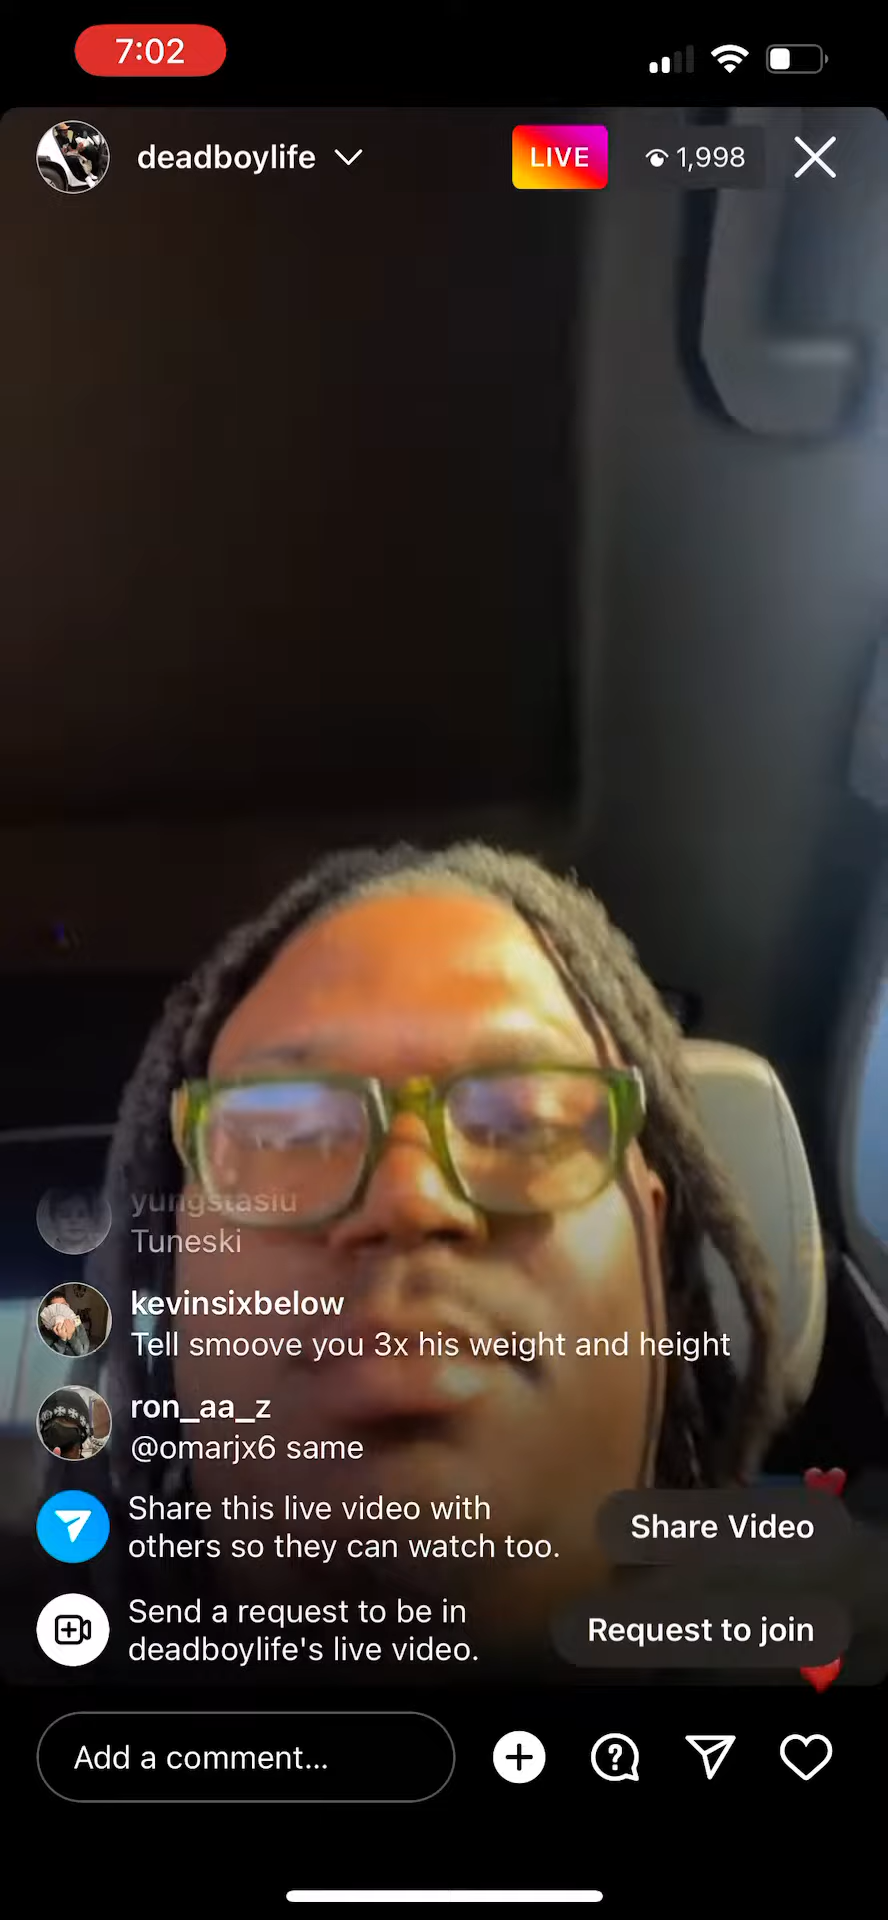 7:02
deadboylife
LIVE
1,998
yungstasiu
Tuneski
kevinsixbelow
Tell smoove you 3x his weight and height
ron_aa_z
@omarjx6 same
Share this live video with
others so they can watch too.
Share Video
Send a request to be in
deadboylife's live video.
Request to join
Add a comment...